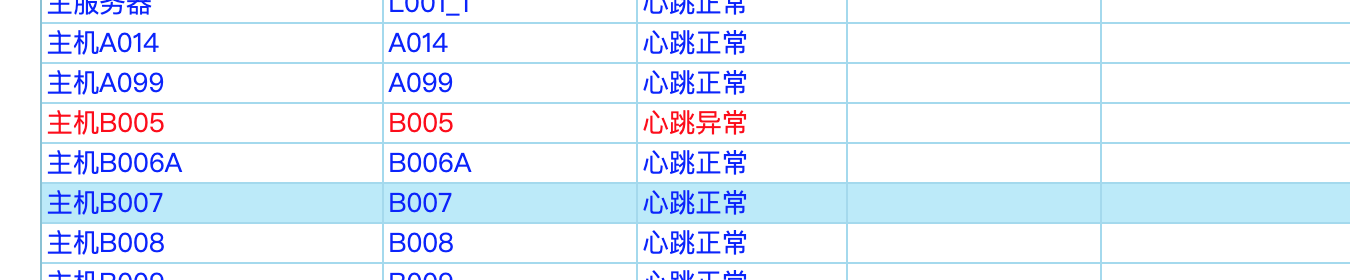 主服务器 L001_1 心跳正常
主机A014 A014 心跳正常
主机A099 A099 心跳正常
主机B005 B005 心跳异常
主机B006A B006A 心跳正常
主机B007 B007 心跳正常
主机B008 B008 心跳正常
主机B009 B009 心跳正常